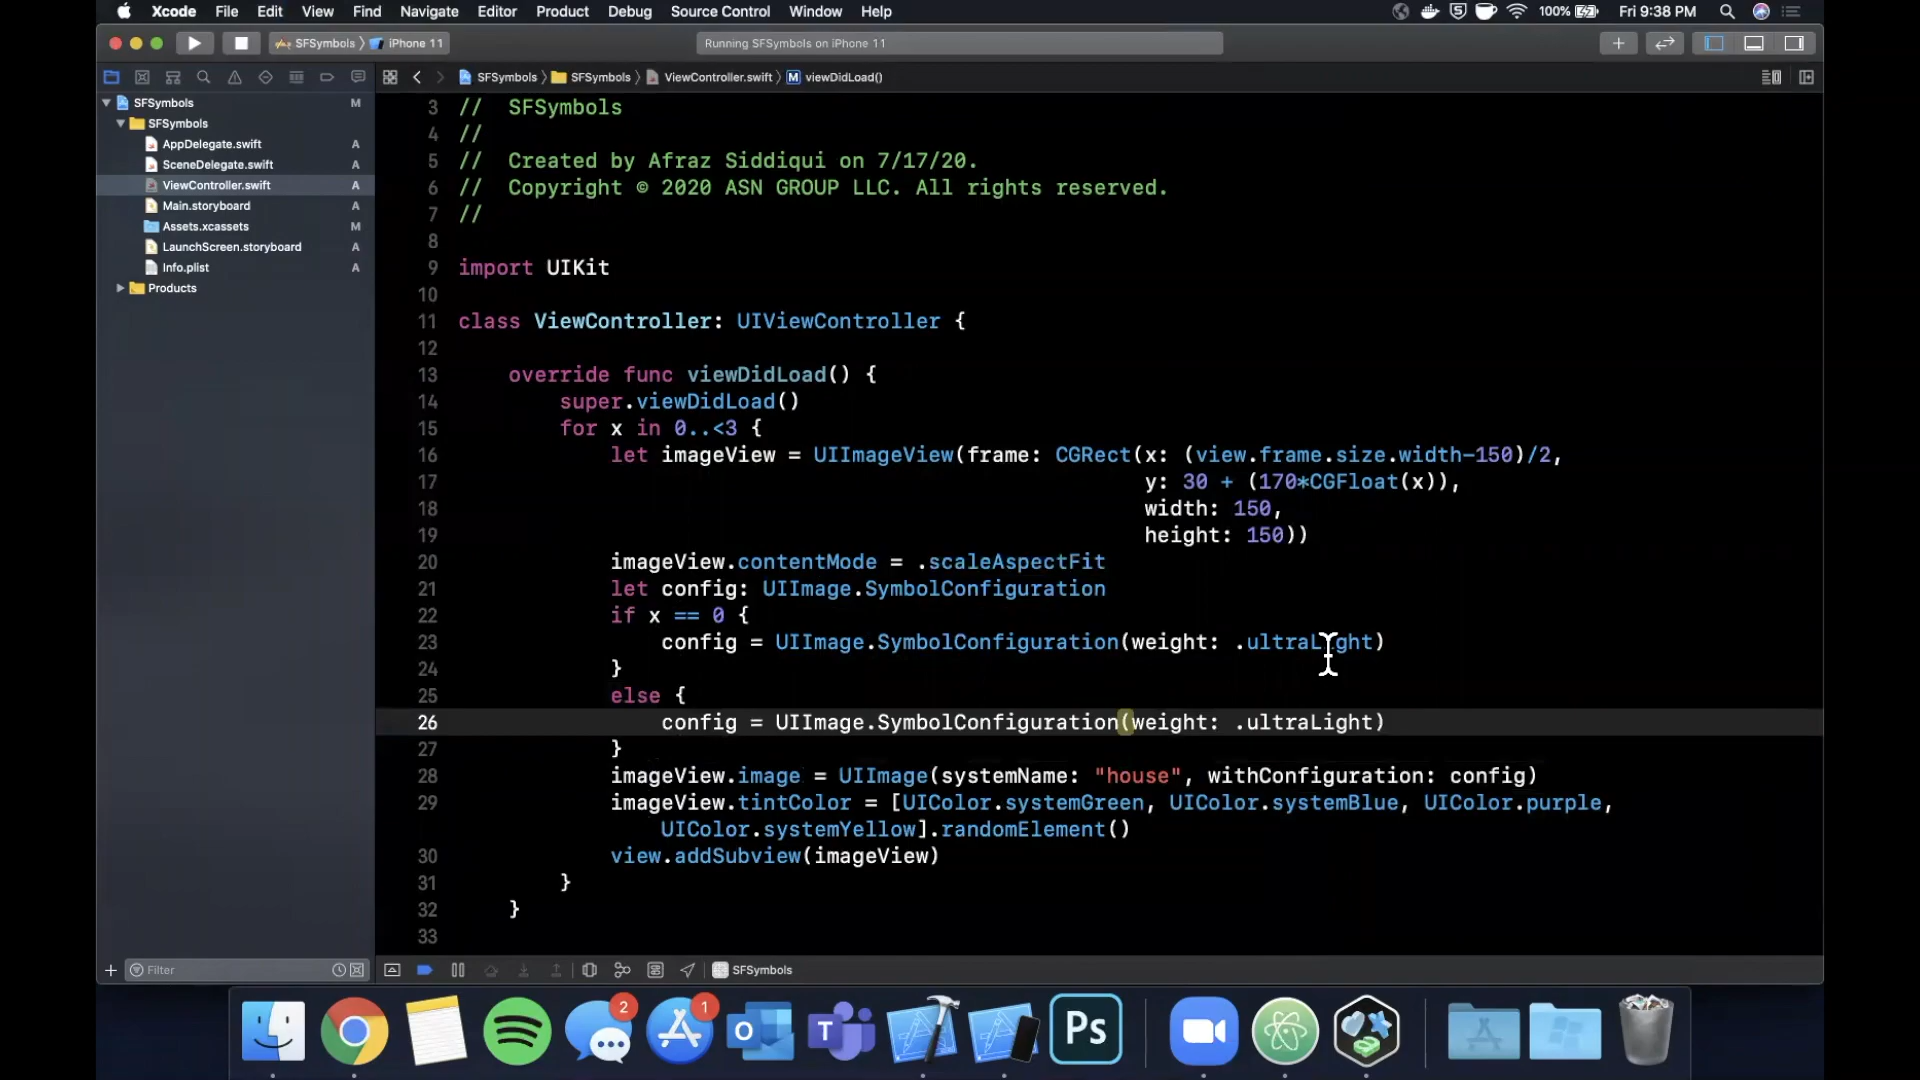 Xcode File Edit View Find Navigate Editor Product Debug Source Control Window Help 100% Fri 9:38 PM
SFSymbols iPhone 11 Running SFSymbols on iPhone 11
SFSymbols SFSymbols ViewController.swift M viewDidLoad()
SFSymbols M
SFSymbols
AppDelegate.swift A
SceneDelegate.swift A
ViewController.swift A
Main.storyboard A
Assets.xcassets M
LaunchScreen.storyboard A
Info.plist A
Products
3 // SFSymbols
4 //
5 // Created by Afraz Siddiqui on 7/17/20.
6 // Copyright © 2020 ASN GROUP LLC. All rights reserved.
7 //
8
9 import UIKit
10
11 class ViewController: UIViewController {
12
13 override func viewDidLoad() {
14 super.viewDidLoad()
15 for x in 0..<3 {
16 let imageView = UIImageView(frame: CGRect(x: (view.frame.size.width-150)/2,
17 y: 30 + (170*CGFloat(x)),
18 width: 150,
19 height: 150))
20 imageView.contentMode = .scaleAspectFit
21 let config: UIImage.SymbolConfiguration
22 if x == 0 {
23 config = UIImage.SymbolConfiguration(weight: .ultraLight)
24 }
25 else {
26 config = UIImage.SymbolConfiguration(weight: .ultraLight)
27 }
28 imageView.image = UIImage(systemName: "house", withConfiguration: config)
29 imageView.tintColor = [UIColor.systemGreen, UIColor.systemBlue, UIColor.purple,
UIColor.systemYellow].randomElement()
30 view.addSubview(imageView)
31 }
32 }
33
Filter SFSymbols
2 1
O T Ps